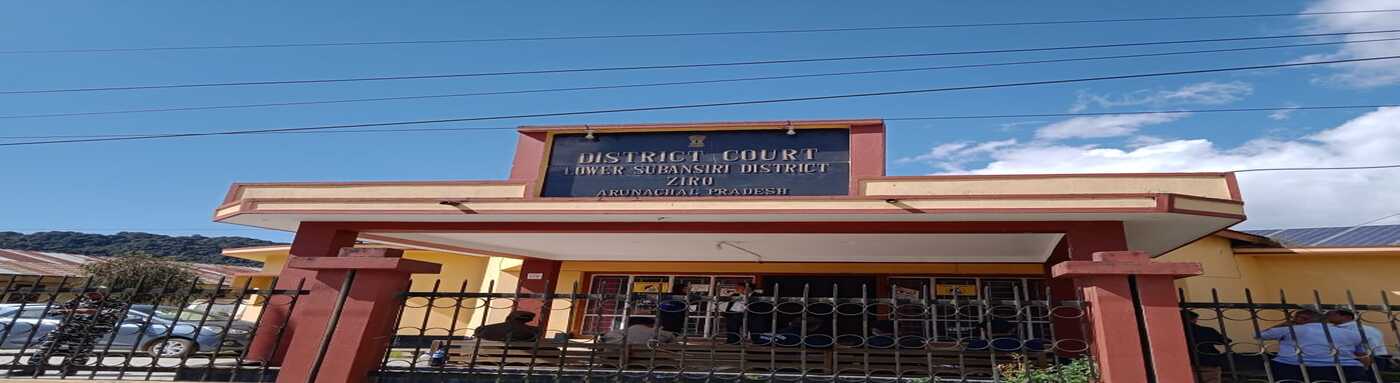 DISTRICT COURT
LOWER SUBANSIRI DISTRICT
ZIRO
ARUNACHAL PRADESH